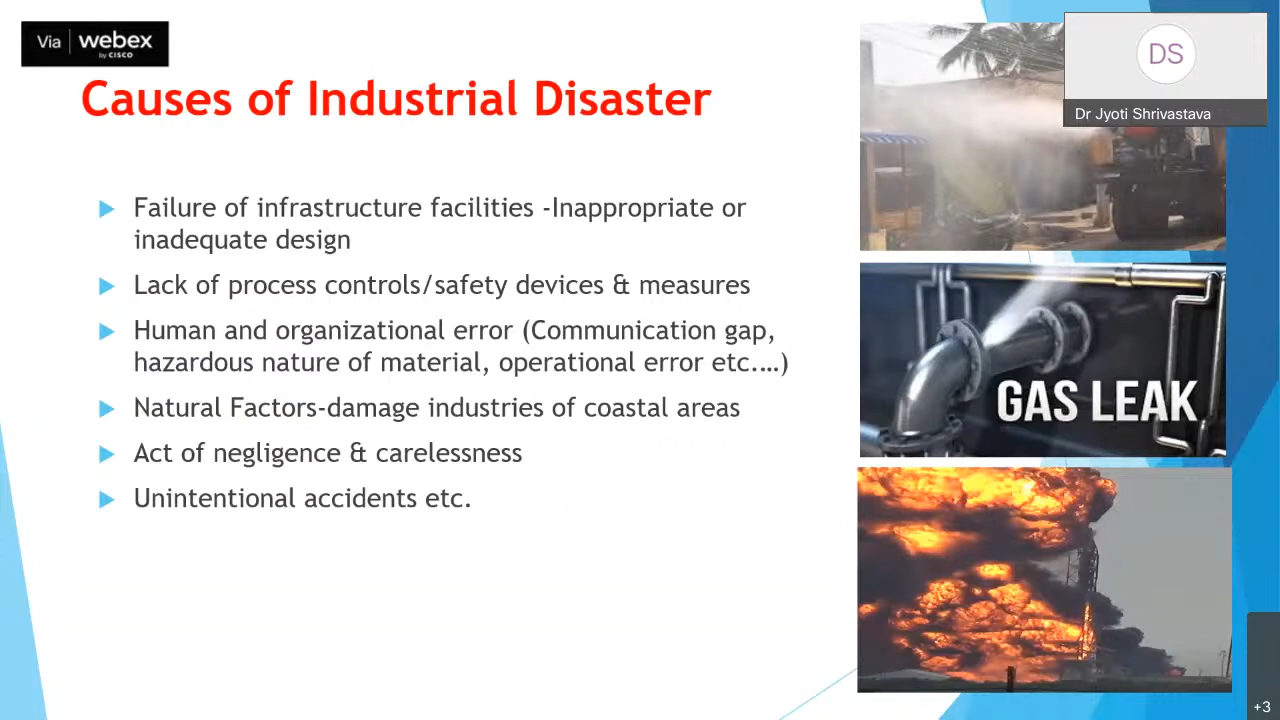 Via webex
by CISCO
DS
Dr Jyoti Shrivastava
Causes of Industrial Disaster
Failure of infrastructure facilities -Inappropriate or
inadequate design
Lack of process controls/safety devices & measures
Human and organizational error (Communication gap,
hazardous nature of material, operational error etc.…)
Natural Factors-damage industries of coastal areas
Act of negligence & carelessness
Unintentional accidents etc.
GAS LEAK
+3